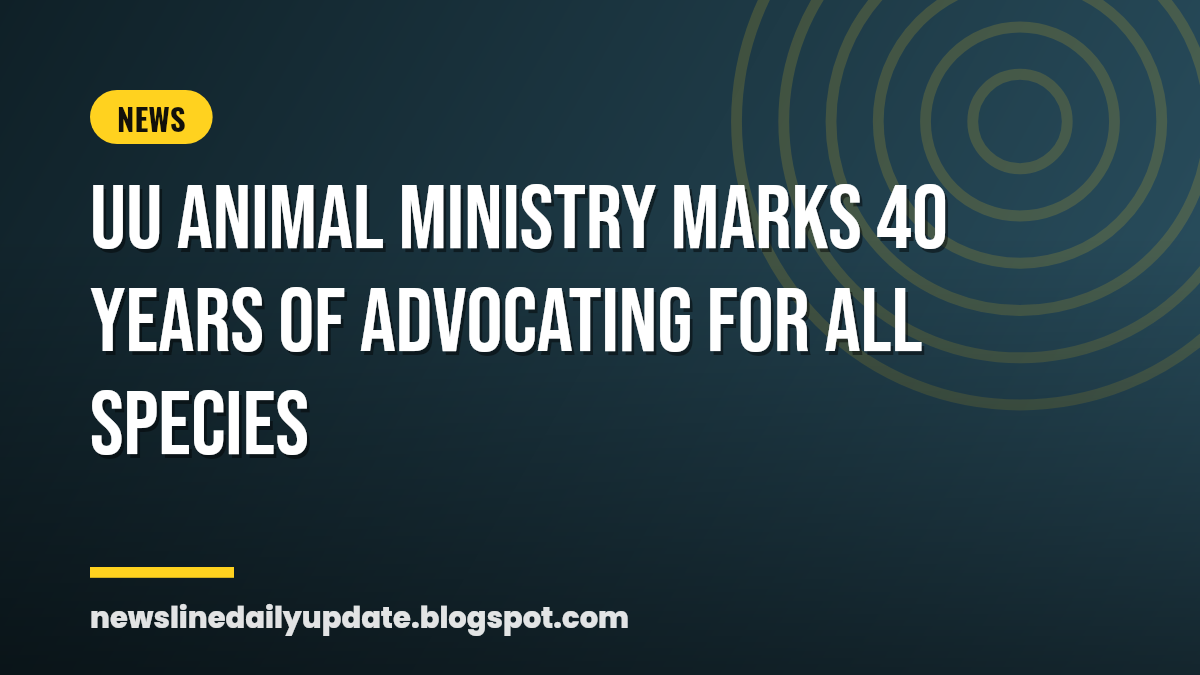 NEWS
UU ANIMAL MINISTRY MARKS 40
YEARS OF ADVOCATING FOR ALL
SPECIES
newslinedailyupdate.blogspot.com